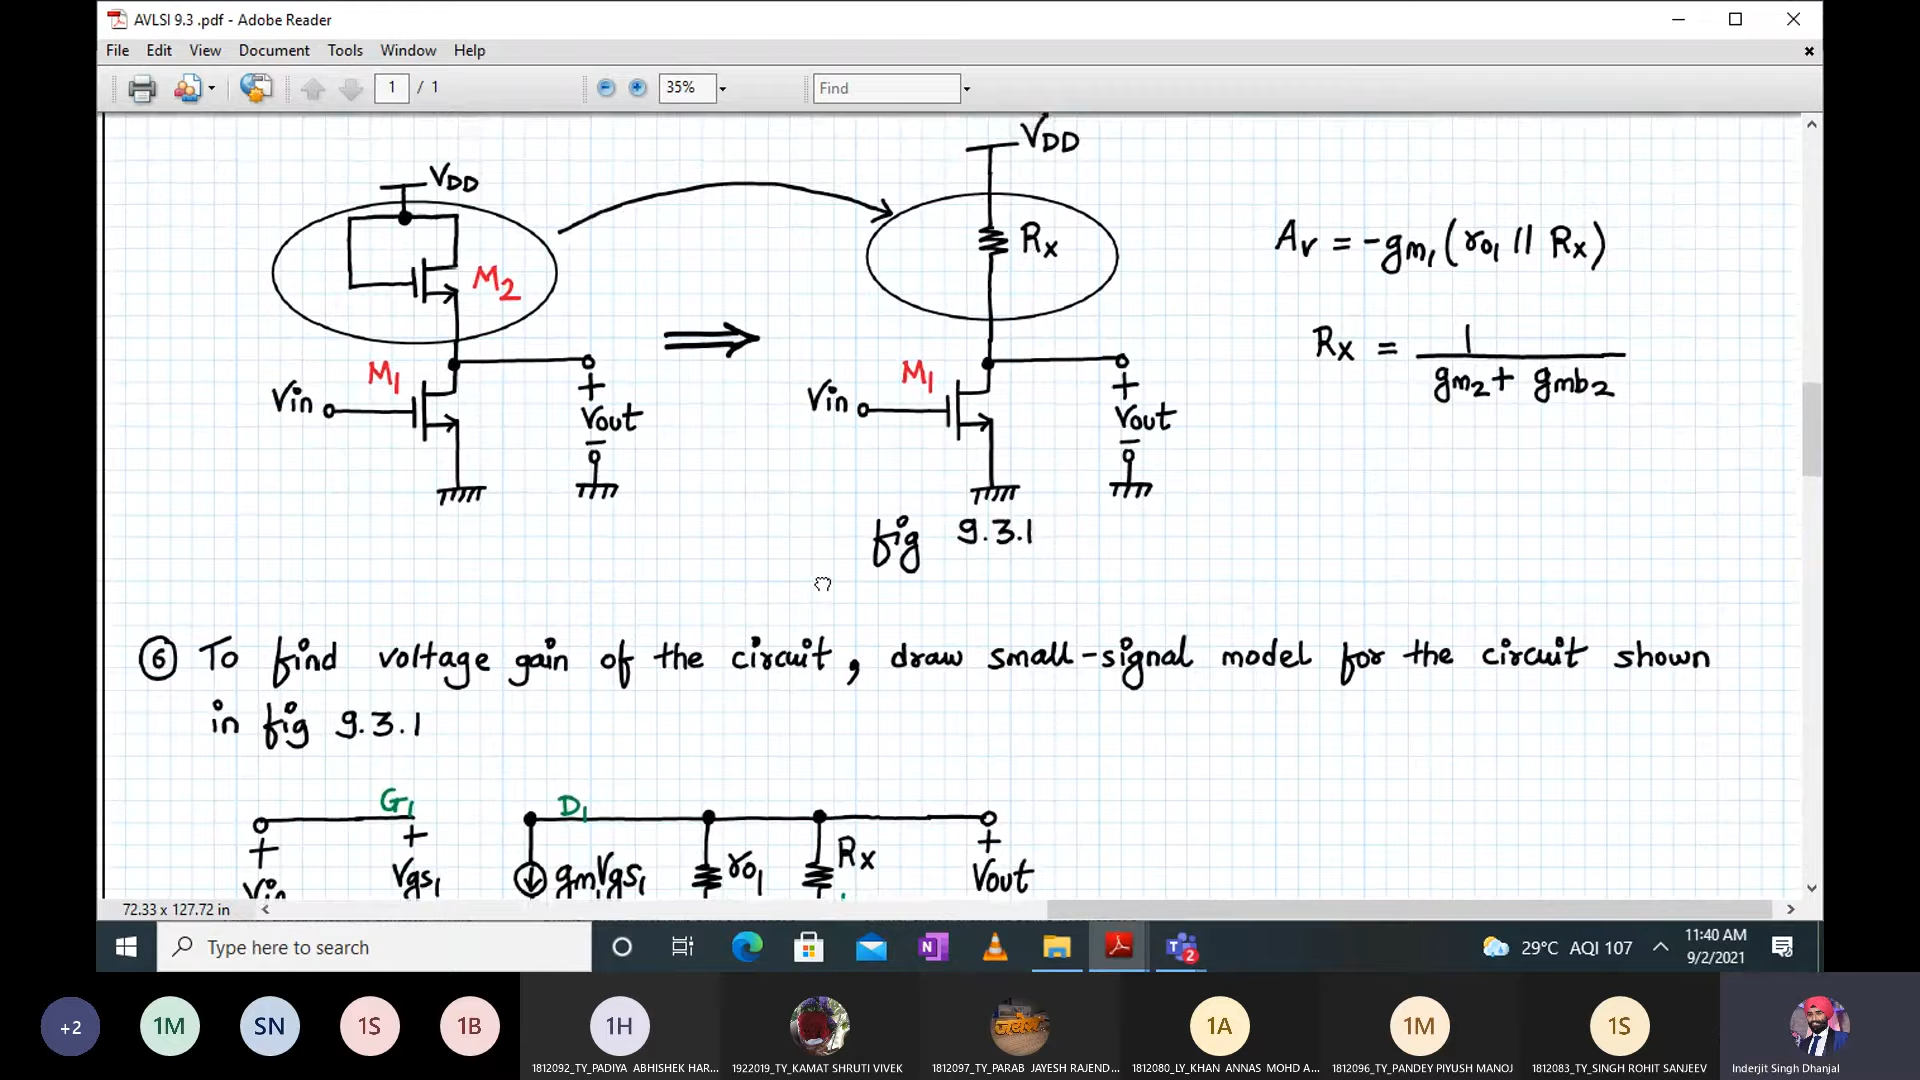 AVLSI 9.3 .pdf - Adobe Reader
File Edit View Document Tools Window Help
1 / 1
35%
Find
VDD
M2
M1
Vin
+
Vout
-
VDD
Rx
M1
Vin
+
Vout
-
fig 9.3.1
Av = -gm1 (ro1 || Rx)
Rx = 1
gm2 + gmb2
⑥ To find voltage gain of the circuit, draw small-signal model for the circuit shown
in fig 9.3.1
G1
D1
+
+
Vin
Vgs1
gm1Vgs1
ro1
Rx
+
Vout
72.33 x 127.72 in
Type here to search
29°C AQI 107
11:40 AM
9/2/2021
+2
1M
SN
1S
1B
1H
1A
1M
1S
1812092_TY_PADIYA ABHISHEK HAR...
1922019_TY_KAMAT SHRUTI VIVEK
1812097_TY_PARAB JAYESH RAJEND...
1812080_LY_KHAN ANNAS MOHD A...
1812096_TY_PANDEY PIYUSH MANOJ
1812083_TY_SINGH ROHIT SANJEEV
Inderjit Singh Dhanjal